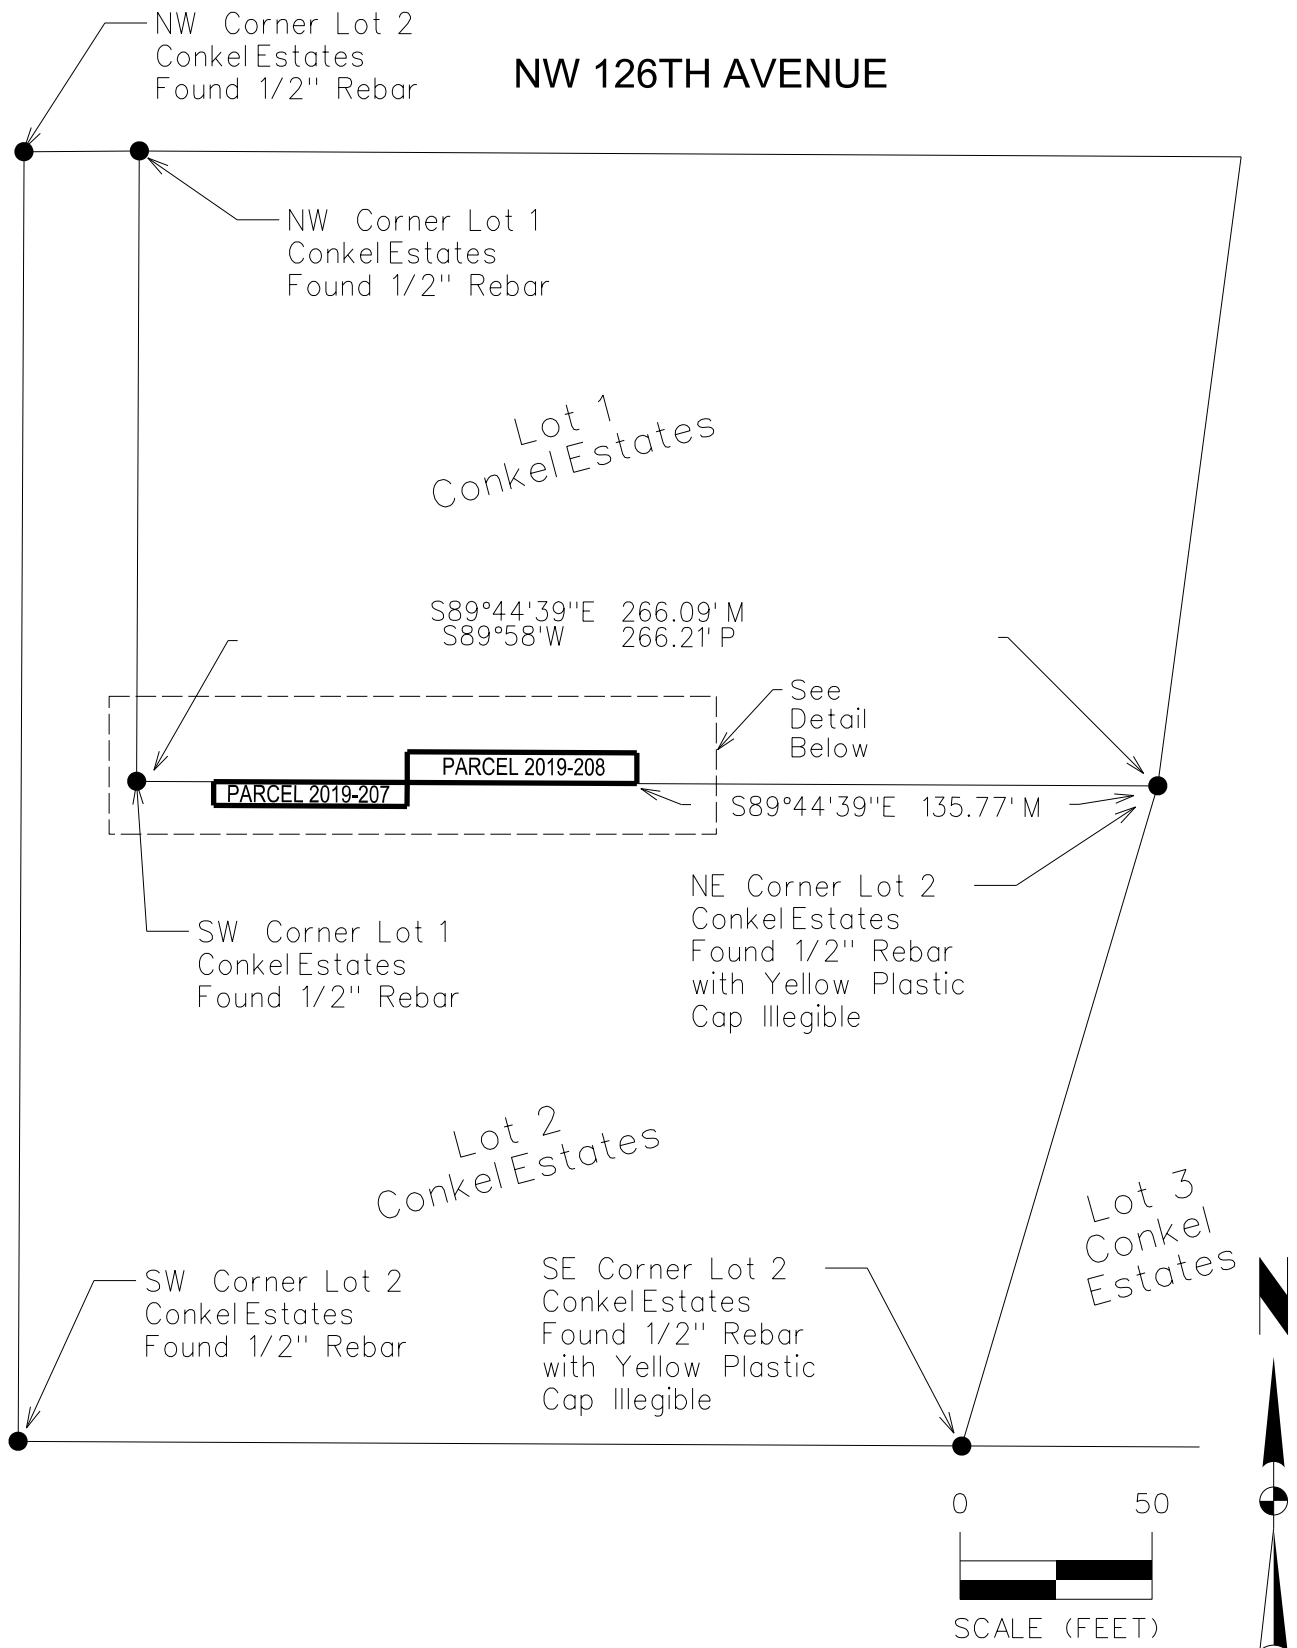 NW Corner Lot 2
Conkel Estates
Found 1/2" Rebar
NW 126TH AVENUE
NW Corner Lot 1
Conkel Estates
Found 1/2" Rebar
Lot 1
Conkel Estates
S89°44'39"E 266.09' M
S89°58'W 266.21' P
See
Detail
Below
PARCEL 2019-208
PARCEL 2019-207
S89°44'39"E 135.77' M
NE Corner Lot 2
Conkel Estates
Found 1/2" Rebar
with Yellow Plastic
Cap Illegible
SW Corner Lot 1
Conkel Estates
Found 1/2" Rebar
Lot 2
Conkel Estates
Lot 3
Conkel
Estates
SW Corner Lot 2
Conkel Estates
Found 1/2" Rebar
SE Corner Lot 2
Conkel Estates
Found 1/2" Rebar
with Yellow Plastic
Cap Illegible
N
0 50
SCALE (FEET)